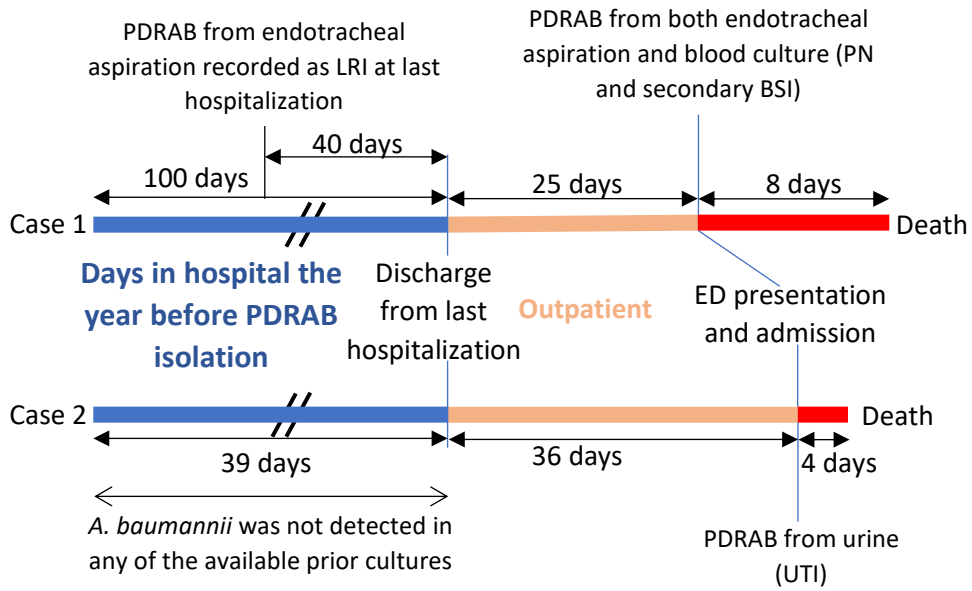 PDRAB from endotracheal
aspiration recorded as LRI at last
hospitalization
PDRAB from both endotracheal
aspiration and blood culture (PN
and secondary BSI)
40 days
100 days
25 days
8 days
Case 1
Death
Days in hospital the
year before PDRAB
isolation
Discharge
from last
hospitalization
Outpatient
ED presentation
and admission
Case 2
Death
39 days
36 days
4 days
A. baumannii was not detected in
any of the available prior cultures
PDRAB from urine
(UTI)